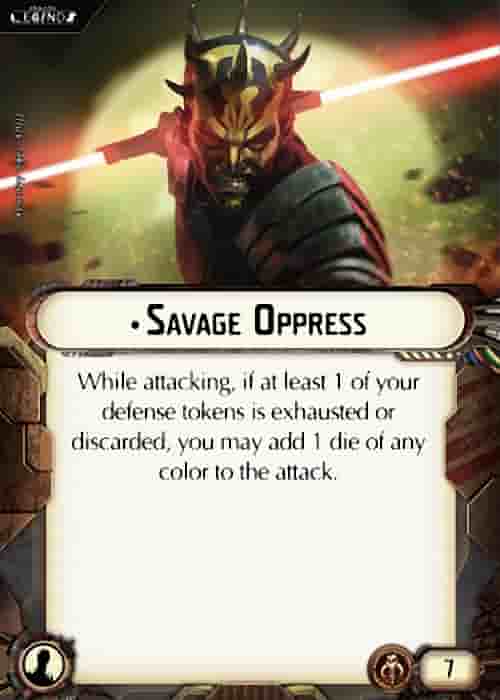 LEGENDS
• SAVAGE OPPRESS
While attacking, if at least 1 of your
defense tokens is exhausted or
discarded, you may add 1 die of any
color to the attack.
7